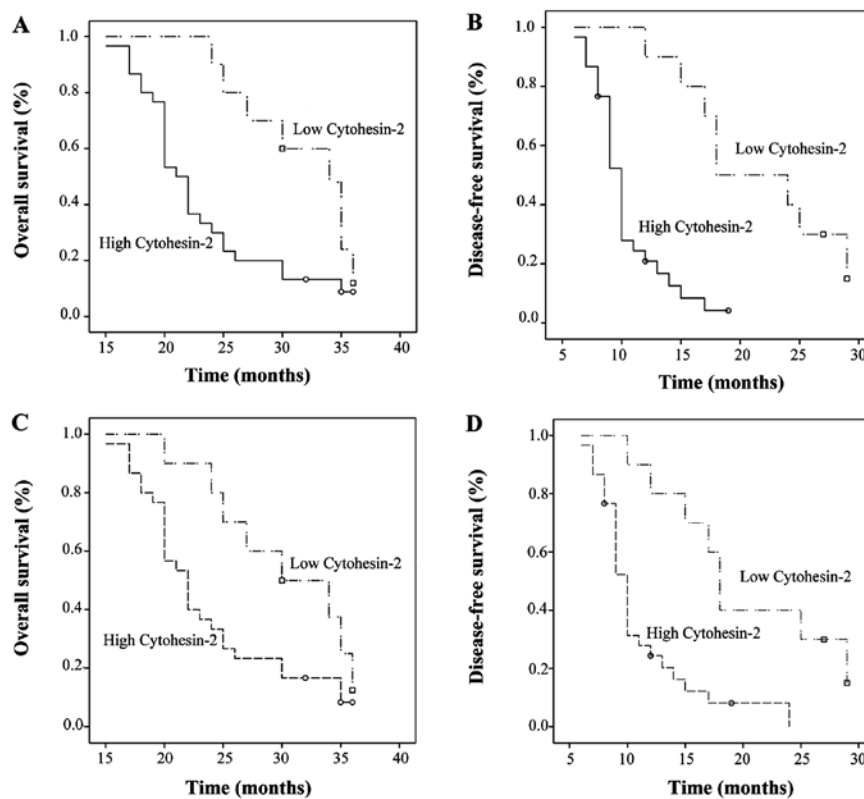 A
Overall survival (%)
1.0
0.8
0.6
0.4
0.2
0.0
Low Cytohesin-2
High Cytohesin-2
15 20 25 30 35 40
Time (months)
B
Disease-free survival (%)
1.0
0.8
0.6
0.4
0.2
0.0
Low Cytohesin-2
High Cytohesin-2
5 10 15 20 25 30
Time (months)
C
Overall survival (%)
1.0
0.8
0.6
0.4
0.2
0.0
Low Cytohesin-2
High Cytohesin-2
15 20 25 30 35 40
Time (months)
D
Disease-free survival (%)
1.0
0.8
0.6
0.4
0.2
0.0
Low Cytohesin-2
High Cytohesin-2
5 10 15 20 25 30
Time (months)